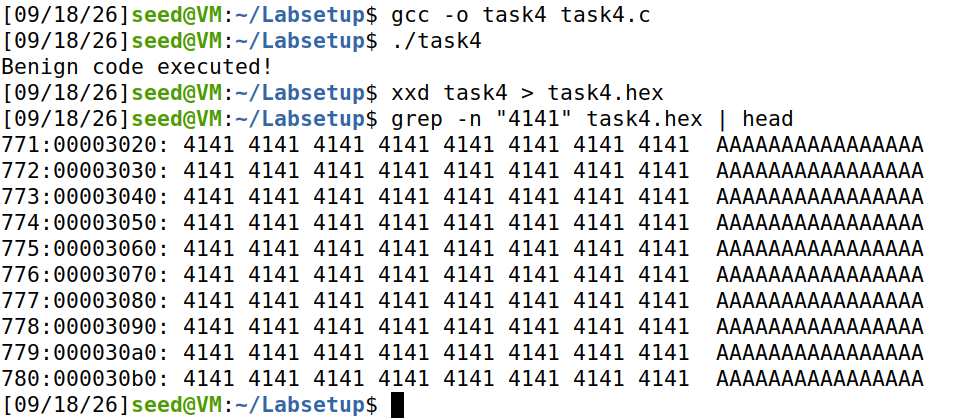 [09/18/26]seed@VM:~/Labsetup$ gcc -o task4 task4.c
[09/18/26]seed@VM:~/Labsetup$ ./task4
Benign code executed!
[09/18/26]seed@VM:~/Labsetup$ xxd task4 > task4.hex
[09/18/26]seed@VM:~/Labsetup$ grep -n "4141" task4.hex | head
771:00003020: 4141 4141 4141 4141 4141 4141 4141 4141  AAAAAAAAAAAAAAAA
772:00003030: 4141 4141 4141 4141 4141 4141 4141 4141  AAAAAAAAAAAAAAAA
773:00003040: 4141 4141 4141 4141 4141 4141 4141 4141  AAAAAAAAAAAAAAAA
774:00003050: 4141 4141 4141 4141 4141 4141 4141 4141  AAAAAAAAAAAAAAAA
775:00003060: 4141 4141 4141 4141 4141 4141 4141 4141  AAAAAAAAAAAAAAAA
776:00003070: 4141 4141 4141 4141 4141 4141 4141 4141  AAAAAAAAAAAAAAAA
777:00003080: 4141 4141 4141 4141 4141 4141 4141 4141  AAAAAAAAAAAAAAAA
778:00003090: 4141 4141 4141 4141 4141 4141 4141 4141  AAAAAAAAAAAAAAAA
779:000030a0: 4141 4141 4141 4141 4141 4141 4141 4141  AAAAAAAAAAAAAAAA
780:000030b0: 4141 4141 4141 4141 4141 4141 4141 4141  AAAAAAAAAAAAAAAA
[09/18/26]seed@VM:~/Labsetup$